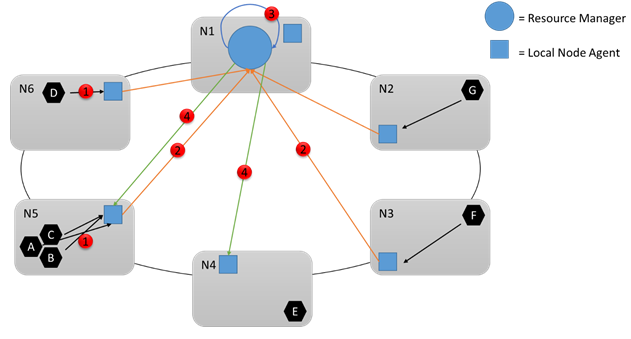 N1
3
= Resource Manager
= Local Node Agent
N6
D
1
N2
G
4
2
4
2
N5
C
A
B
1
N3
F
N4
E